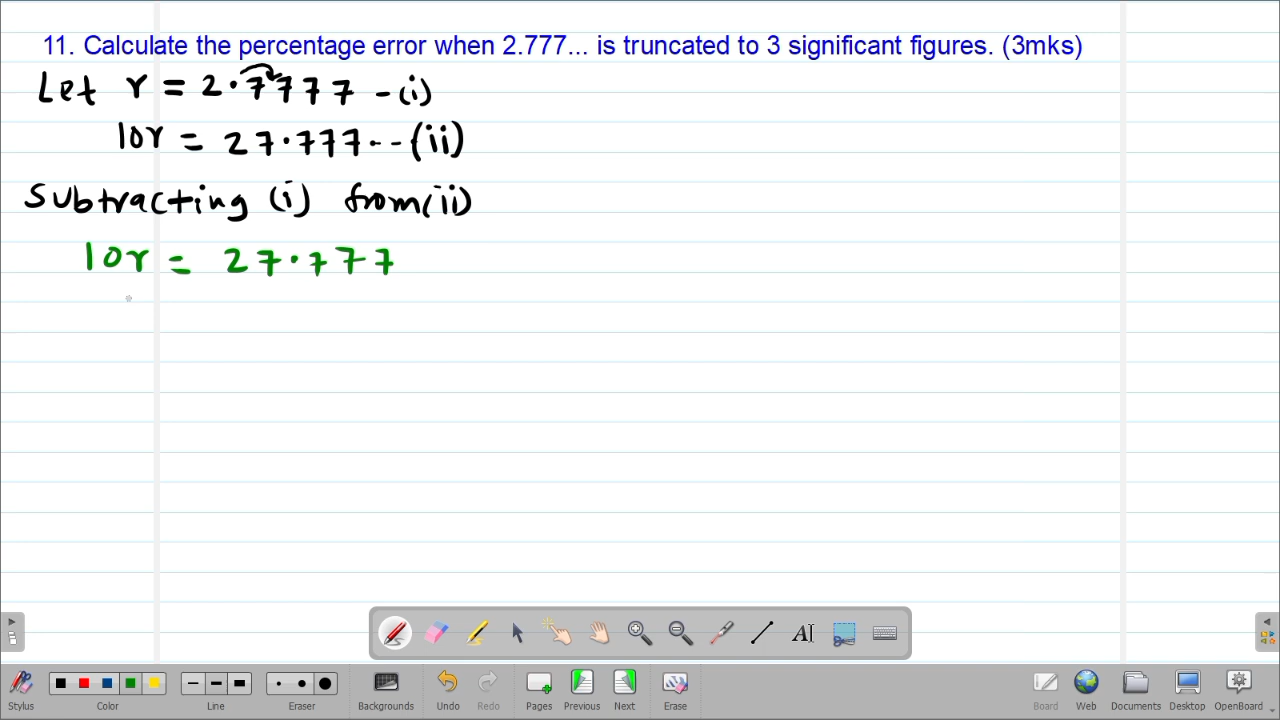 11. Calculate the percentage error when 2.777... is truncated to 3 significant figures. (3mks)
Let r = 2.7777 -(i)
10r = 27.777--(ii)
Subtracting (i) from(ii)
10r = 27.777
Stylus
Color
Line
Eraser
Backgrounds
Undo
Redo
Pages
Previous
Next
Erase
Board
Web
Documents
Desktop
OpenBoard